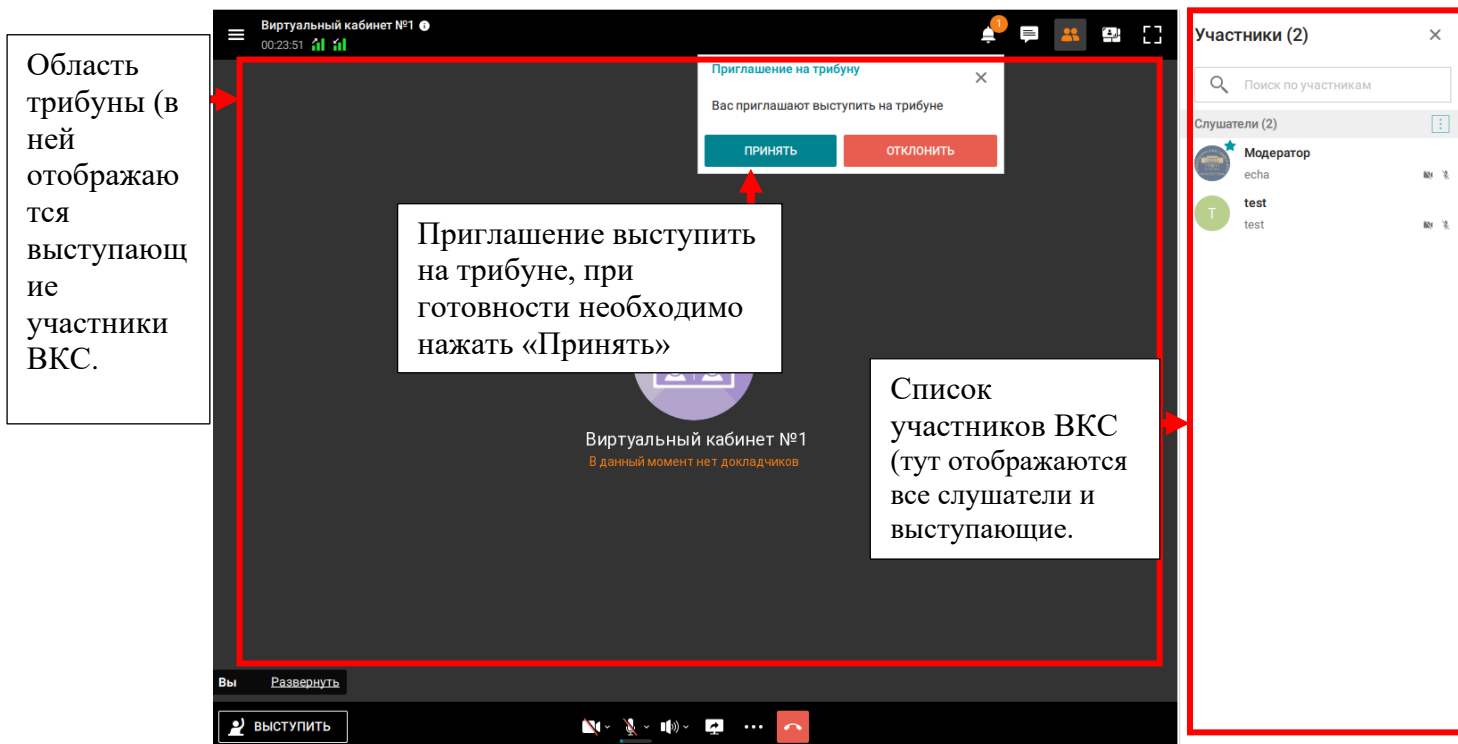 Область
трибуны (в
ней
отображаю
тся
выступающ
ие
участники
ВКС.
Виртуальный кабинет №1
00:23:51
1
Приглашение на трибуну
Вас приглашают выступить на трибуне
ПРИНЯТЬ
ОТКЛОНИТЬ
Приглашение выступить
на трибуне, при
готовности необходимо
нажать «Принять»
Виртуальный кабинет №1
В данный момент нет докладчиков
Список
участников ВКС
(тут отображаются
все слушатели и
выступающие.
Вы
Развернуть
ВЫСТУПИТЬ
Участники (2)
Поиск по участникам
Слушатели (2)
Модератор
echa
T
test
test